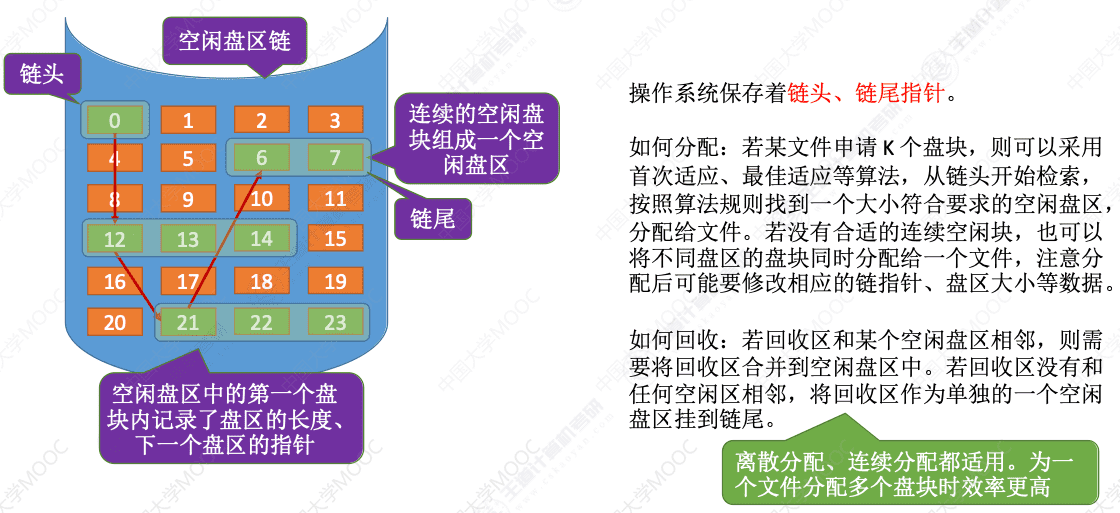 空闲盘区链
链头
0 1 2 3
连续的空闲盘
块组成一个空
闲盘区
4 5 6 7
8 9 10 11
链尾
12 13 14 15
16 17 18 19
20 21 22 23
空闲盘区中的第一个盘
块内记录了盘区的长度、
下一个盘区的指针
操作系统保存着链头、链尾指针。
如何分配：若某文件申请 K 个盘块，则可以采用
首次适应、最佳适应等算法，从链头开始检索，
按照算法规则找到一个大小符合要求的空闲盘区，
分配给文件。若没有合适的连续空闲块，也可以
将不同盘区的盘块同时分配给一个文件，注意分
配后可能要修改相应的链指针、盘区大小等数据。
如何回收：若回收区和某个空闲盘区相邻，则需
要将回收区合并到空闲盘区中。若回收区没有和
任何空闲区相邻，将回收区作为单独的一个空闲
盘区挂到链尾。
离散分配、连续分配都适用。为一
个文件分配多个盘块时效率更高
中国大学MOOC